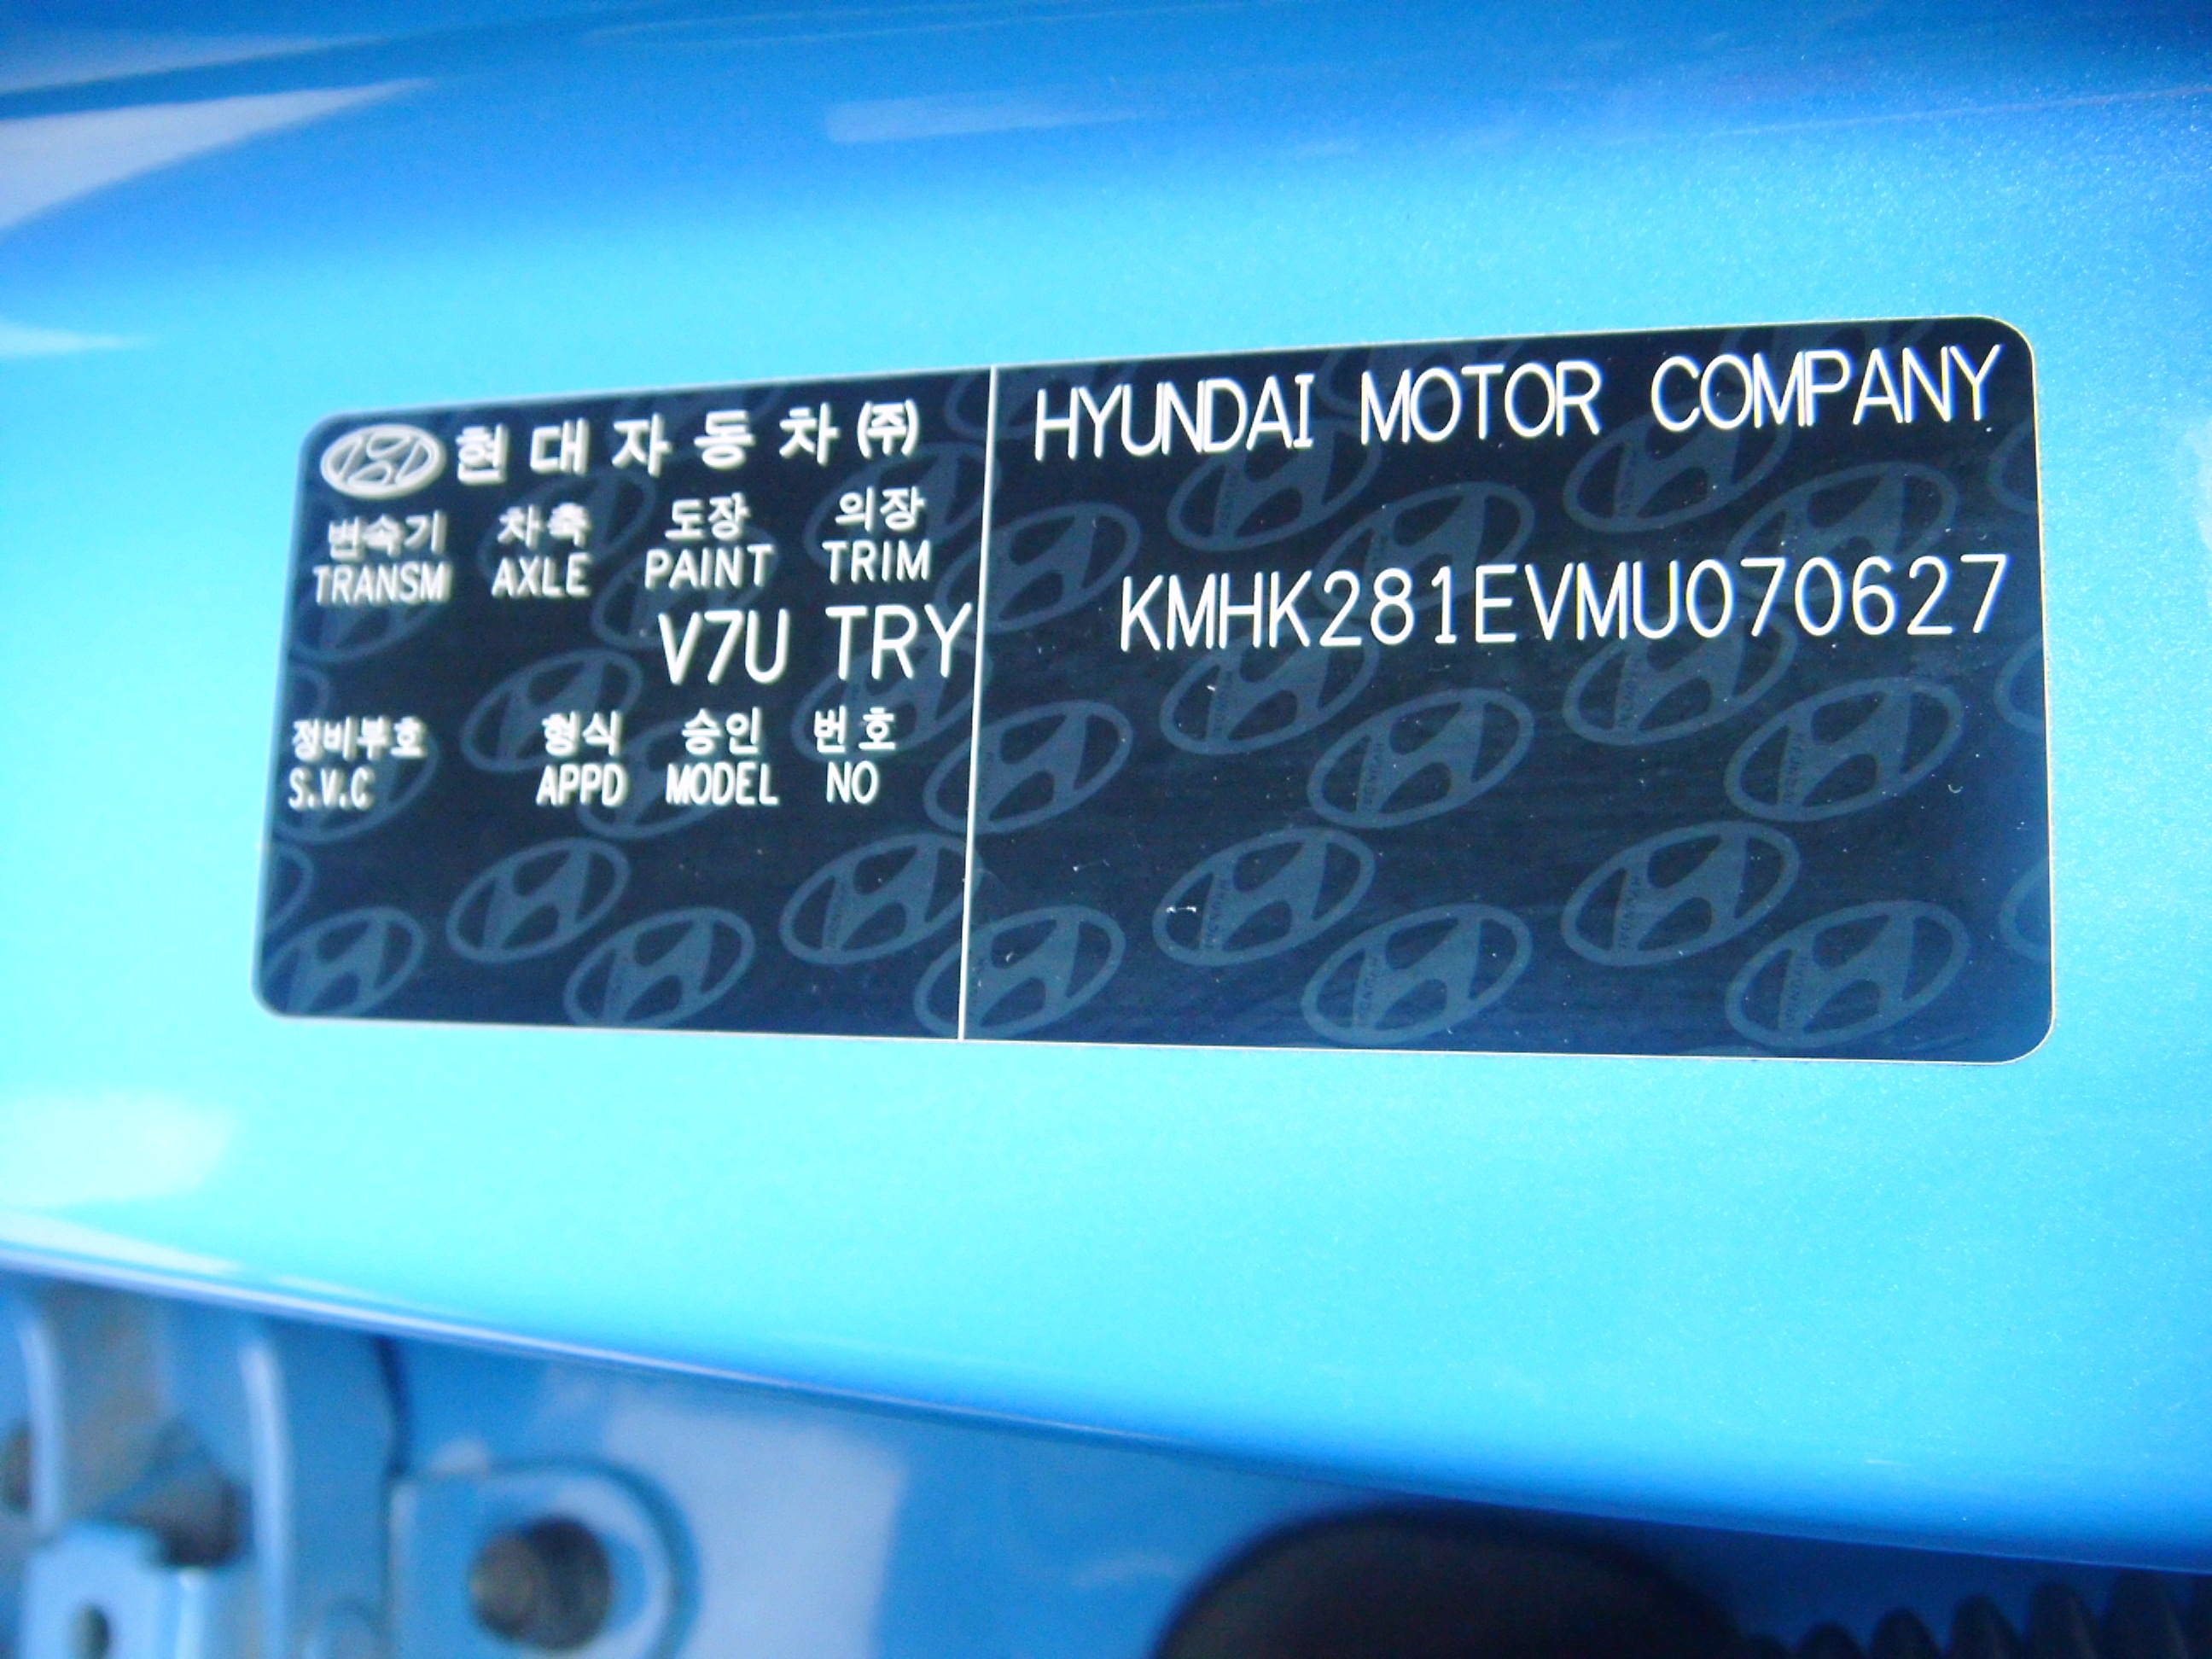 현대자동차(주)
변속기 차축 도장 의장
TRANSM AXLE PAINT TRIM
V7U TRY
정비부호 형식 승인 번호
S.V.C APPD MODEL NO
HYUNDAI MOTOR COMPANY
KMHK281EVMU070627